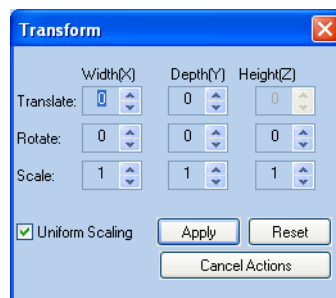 Transform
Width(X) Depth(Y) Height(Z)
Translate: 0 0 0
Rotate: 0 0 0
Scale: 1 1 1
Uniform Scaling Apply Reset
Cancel Actions